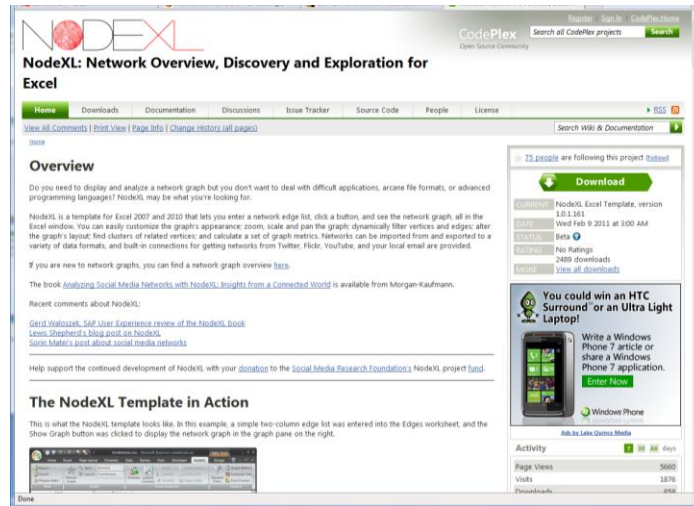 NODEXL
CodePlex
Open Source Community
Register | Sign In | CodePlex Home
Search all CodePlex projects
Search
NodeXL: Network Overview, Discovery and Exploration for
Excel
Home Downloads Documentation Discussions Issue Tracker Source Code People License RSS
View All Comments | Print View | Page Info | Change History (all pages)
Search Wiki & Documentation
Home
Overview
Do you need to display and analyze a network graph but you don't want to deal with difficult applications, arcane file formats, or advanced
programming languages? NodeXL may be what you're looking for.
NodeXL is a template for Excel 2007 and 2010 that lets you enter a network edge list, click a button, and see the network graph, all in the
Excel window. You can easily customize the graph's appearance; zoom, scale and pan the graph; dynamically filter vertices and edges; alter
the graph's layout; find clusters of related vertices; and calculate a set of graph metrics. Networks can be imported from and exported to a
variety of data formats, and built-in connections for getting networks from Twitter, Flickr, YouTube, and your local email are provided.
If you are new to network graphs, you can find a network graph overview here.
The book Analyzing Social Media Networks with NodeXL: Insights from a Connected World is available from Morgan-Kaufmann.
Recent comments about NodeXL:
Gerd Waloszek, SAP User Experience review of the NodeXL book
Lewis Shepherd's blog post on NodeXL
Sorin Matei's post about social media networks
Help support the continued development of NodeXL with your donation to the Social Media Research Foundation's NodeXL project fund.
The NodeXL Template in Action
This is what the NodeXL template looks like. In this example, a simple two-column edge list was entered into the Edges worksheet, and the
Show Graph button was clicked to display the network graph in the graph pane on the right.
75 people are following this project (follow)
Download
CURRENT NodeXL Excel Template, version
1.0.1.161
DATE Wed Feb 9 2011 at 3:00 AM
STATUS Beta
RATING No Ratings
2489 downloads
MORE View all downloads
You could win an HTC
Surround™ or an Ultra Light
Laptop!
Write a Windows
Phone 7 article or
share a Windows
Phone 7 application.
Enter Now
Windows Phone
Ads by Lake Quincy Media
Activity 7 30 All days
Page Views 5660
Visits 1876
Downloads 858
Done